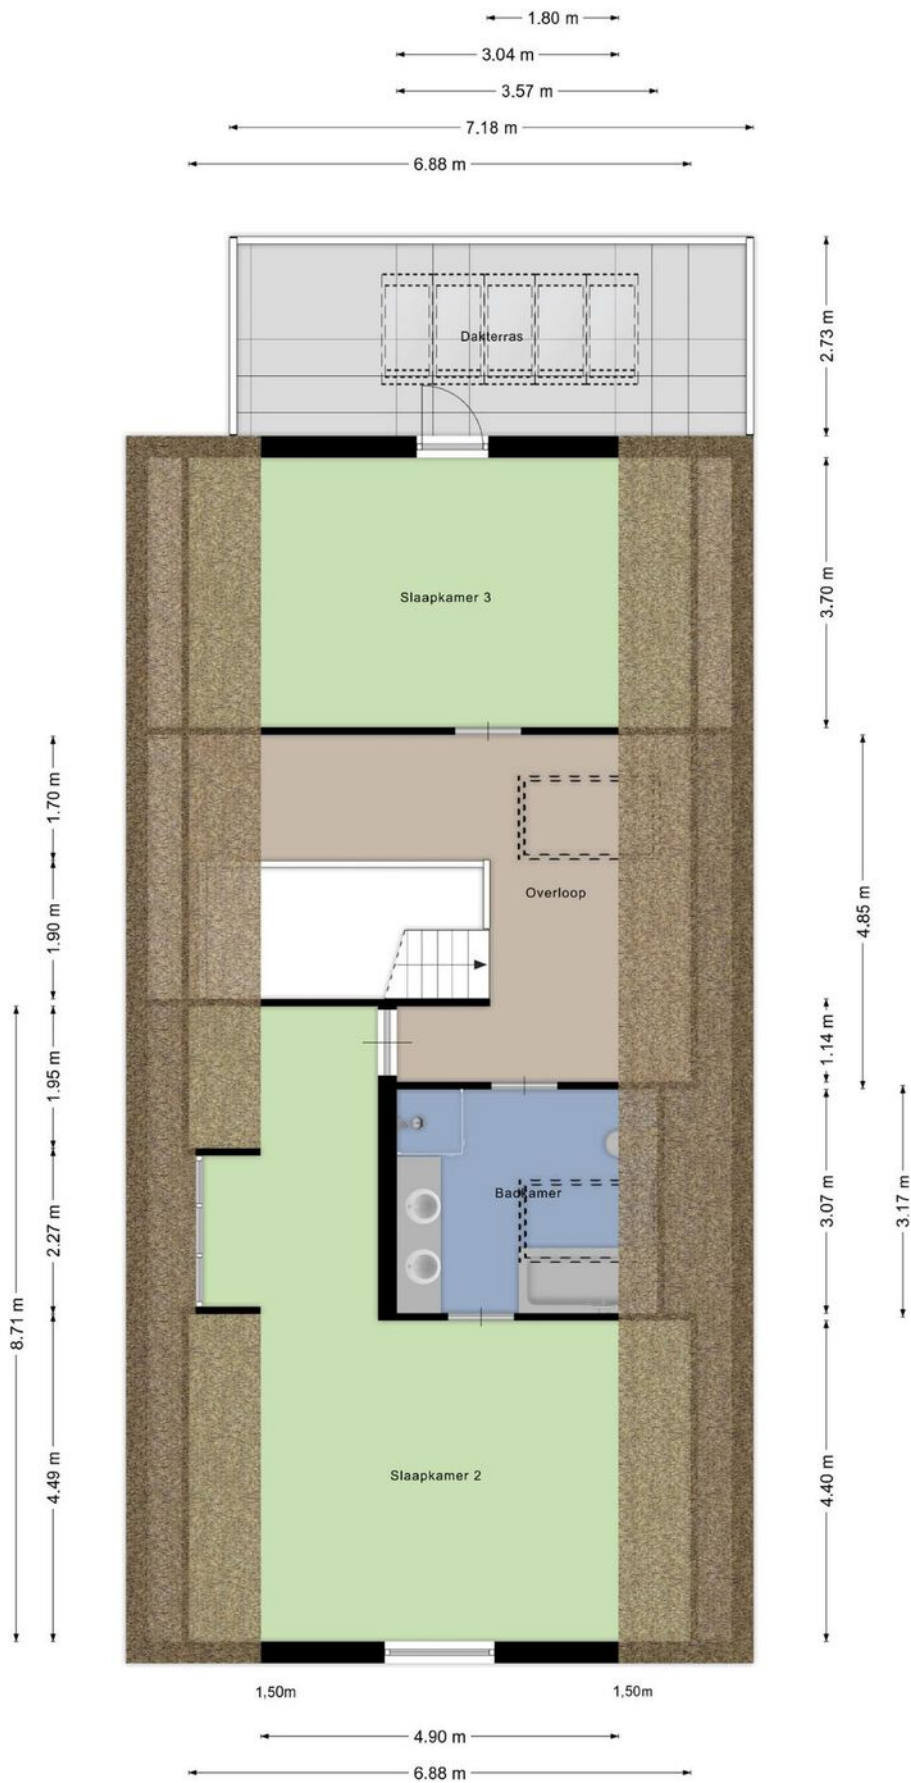 1.80 m
3.04 m
3.57 m
7.18 m
6.88 m
Dakterras
2.73 m
Slaapkamer 3
3.70 m
1.70 m
Overloop
1.90 m
4.85 m
1.95 m
1.14 m
Badkamer
2.27 m
3.07 m
3.17 m
8.71 m
Slaapkamer 2
4.49 m
4.40 m
1,50m
1,50m
4.90 m
6.88 m